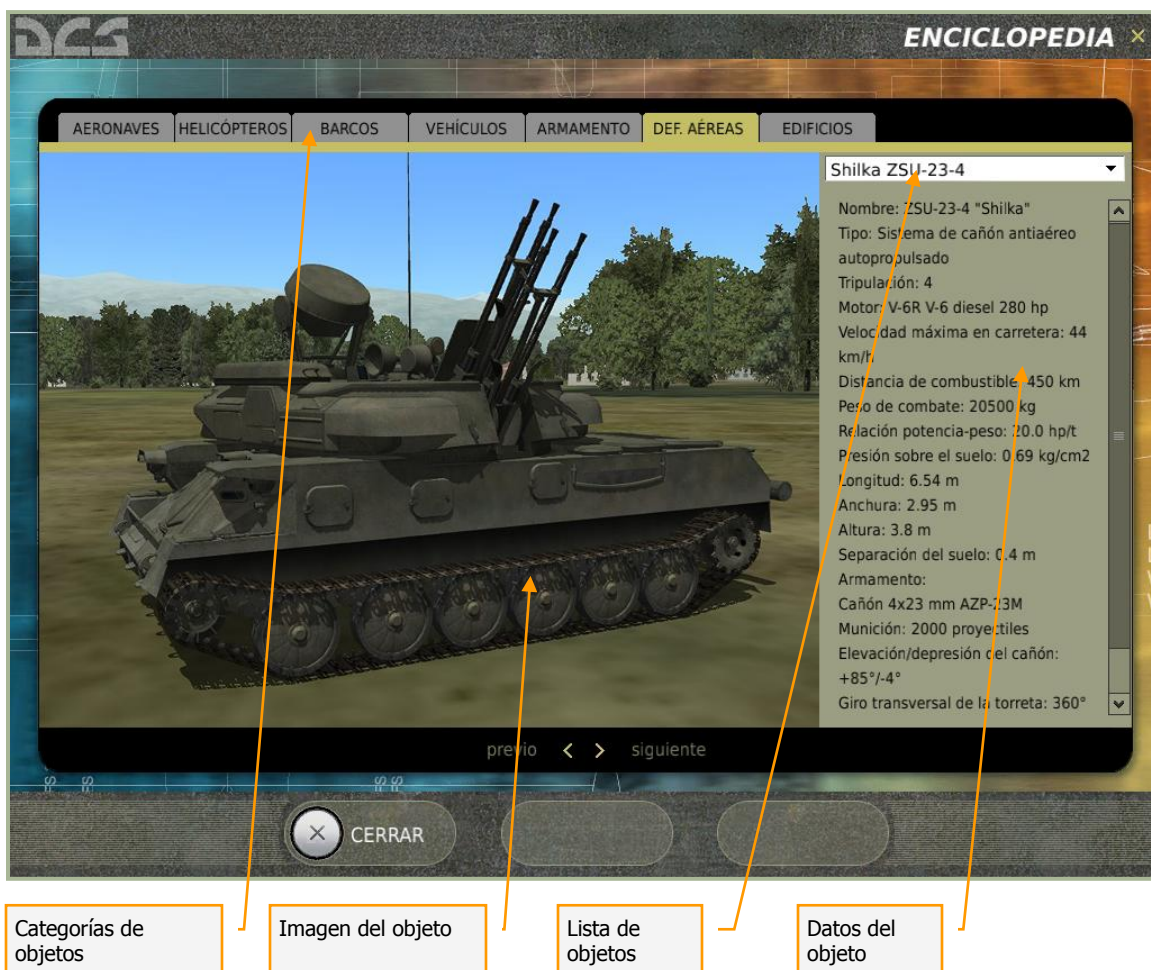 DCS
ENCICLOPEDIA ×
AERONAVES HELICÓPTEROS BARCOS VEHÍCULOS ARMAMENTO DEF. AÉREAS EDIFICIOS
Shilka ZSU-23-4
Nombre: ZSU-23-4 "Shilka"
Tipo: Sistema de cañón antiaéreo
autopropulsado
Tripulación: 4
Motor: V-6R V-6 diesel 280 hp
Velocidad máxima en carretera: 44
km/h
Distancia de combustible: 450 km
Peso de combate: 20500 kg
Relación potencia-peso: 20.0 hp/t
Presión sobre el suelo: 0.69 kg/cm2
Longitud: 6.54 m
Anchura: 2.95 m
Altura: 3.8 m
Separación del suelo: 0.4 m
Armamento:
Cañón 4x23 mm AZP-23M
Munición: 2000 proyectiles
Elevación/depresión del cañón:
+85°/-4°
Giro transversal de la torreta: 360°
previo < > siguiente
CERRAR
Categorías de
objetos
Imagen del objeto
Lista de
objetos
Datos del
objeto